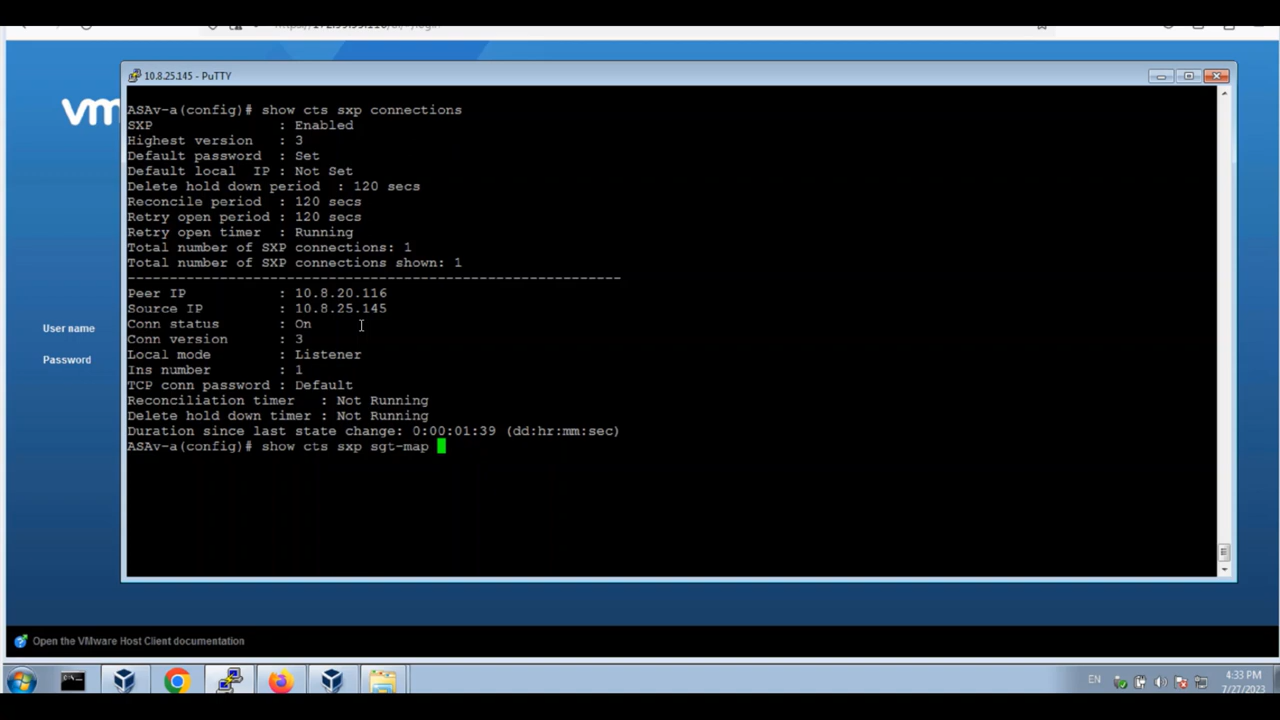 10.8.25.145 - PuTTY
vm
ASAv-a(config)# show cts sxp connections
SXP : Enabled
Highest version : 3
Default password : Set
Default local IP : Not Set
Delete hold down period : 120 secs
Reconcile period : 120 secs
Retry open period : 120 secs
Retry open timer : Running
Total number of SXP connections: 1
Total number of SXP connections shown: 1
----------------------------------------------------------
Peer IP : 10.8.20.116
Source IP : 10.8.25.145
Conn status : On
Conn version : 3
Local mode : Listener
Ins number : 1
TCP conn password : Default
Reconciliation timer : Not Running
Delete hold down timer : Not Running
Duration since last state change: 0:00:01:39 (dd:hr:mm:sec)
ASAv-a(config)# show cts sxp sgt-map
User name
Password
Open the VMware Host Client documentation
EN
4:33 PM
7/27/2023